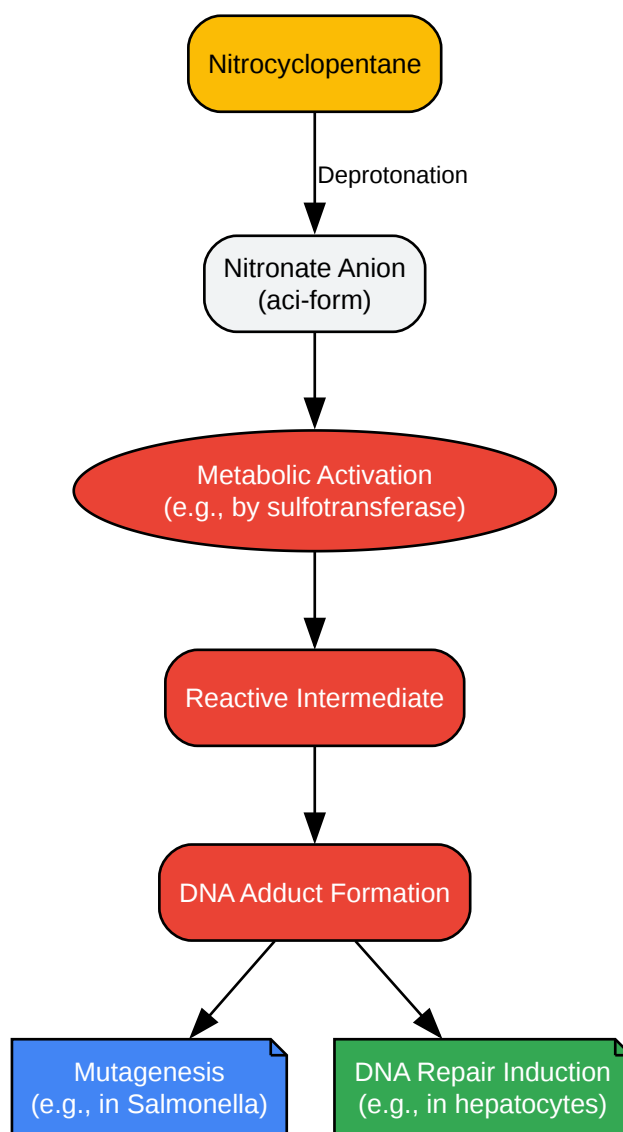 Nitrocyclopentane
Deprotonation
Nitronate Anion
(aci-form)
Metabolic Activation
(e.g., by sulfotransferase)
Reactive Intermediate
DNA Adduct Formation
Mutagenesis
(e.g., in Salmonella)
DNA Repair Induction
(e.g., in hepatocytes)